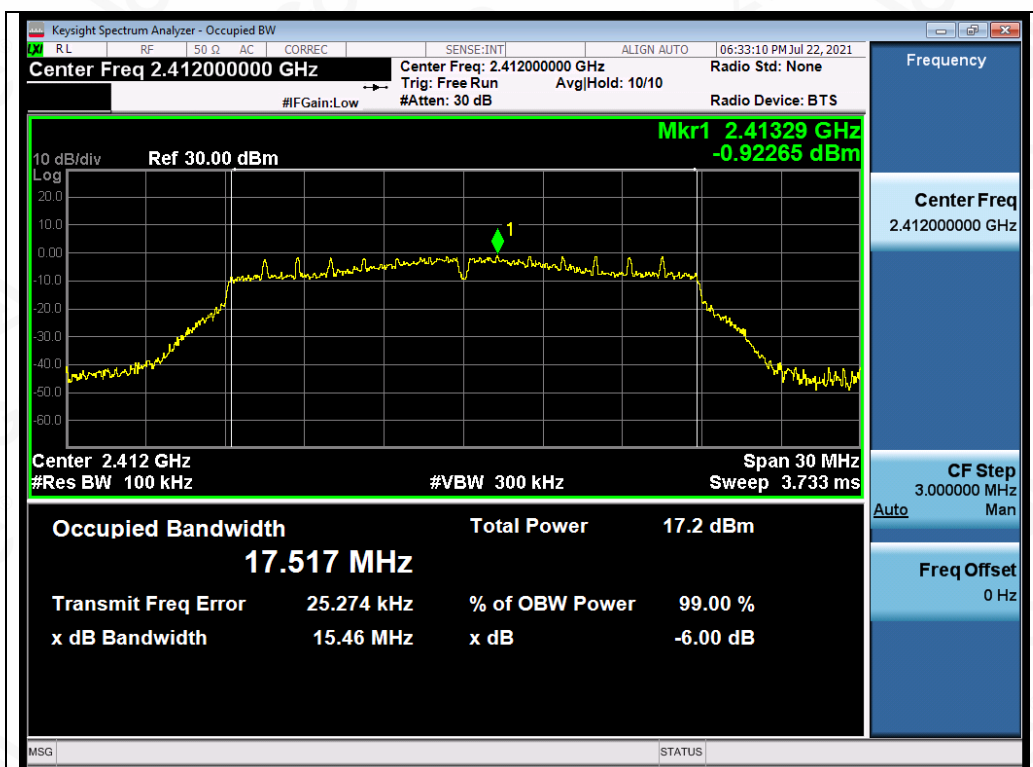 Keysight Spectrum Analyzer - Occupied BW
LXI RL RF 50 Ω AC CORREC SENSE:INT ALIGN AUTO 06:33:10 PM Jul 22, 2021
Center Freq 2.412000000 GHz
Center Freq: 2.412000000 GHz
Radio Std: None
Trig: Free Run Avg|Hold: 10/10
#IFGain:Low #Atten: 30 dB Radio Device: BTS
Frequency
Mkr1 2.41329 GHz
-0.92265 dBm
10 dB/div Ref 30.00 dBm
Log
20.0
10.0
0.00
-10.0
-20.0
-30.0
-40.0
-50.0
-60.0
1
Center 2.412 GHz Span 30 MHz
#Res BW 100 kHz #VBW 300 kHz Sweep 3.733 ms
Occupied Bandwidth Total Power 17.2 dBm
17.517 MHz
Transmit Freq Error 25.274 kHz % of OBW Power 99.00 %
x dB Bandwidth 15.46 MHz x dB -6.00 dB
Center Freq
2.412000000 GHz
CF Step
3.000000 MHz
Auto Man
Freq Offset
0 Hz
MSG STATUS